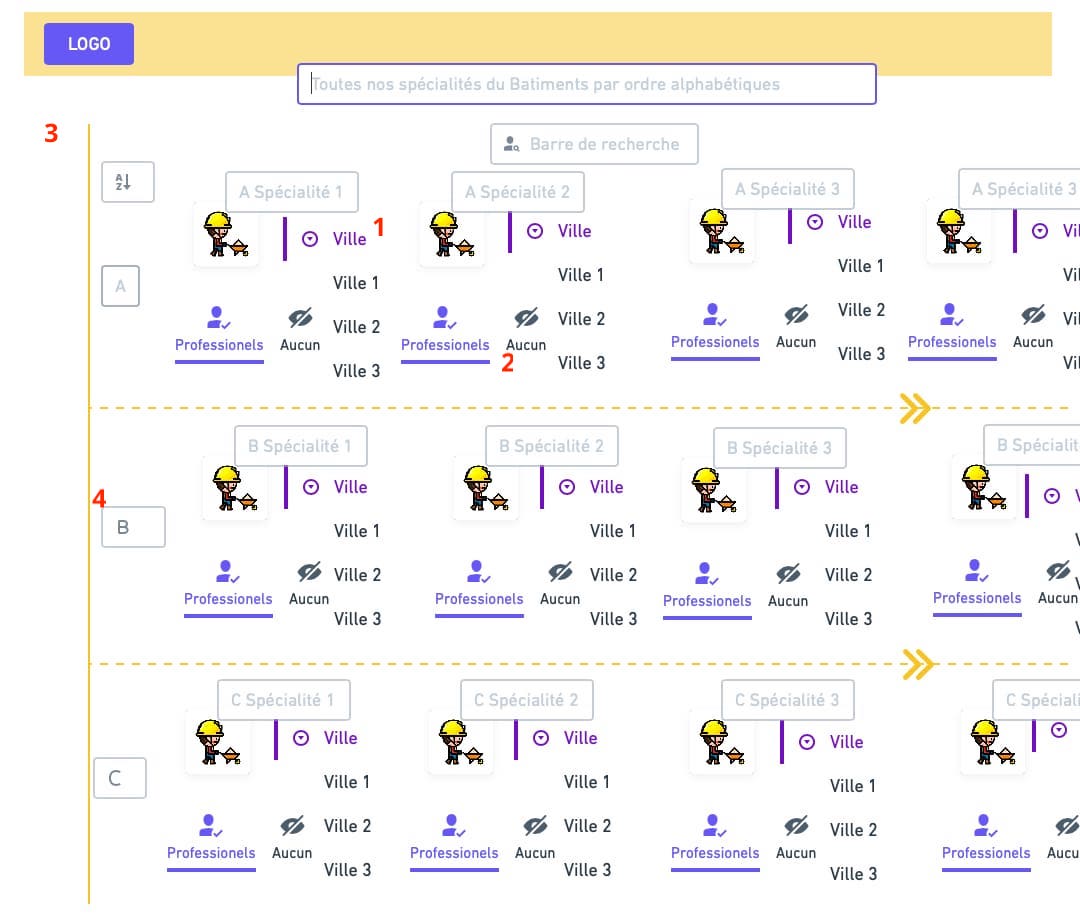 LOGO
Toutes nos spécialités du Batiments par ordre alphabétiques
3
Barre de recherche
A
Z
A Spécialité 1
A Spécialité 2
A Spécialité 3
A Spécialité 3
Ville
1
Ville
Ville
Vil
Ville 1
Ville 1
Ville 1
Vil
A
Ville 2
Ville 2
Ville 2
Vil
Professionels
Aucun
Professionels
Aucun
Professionels
Aucun
Professionels
Aucun
2
Ville 3
Ville 3
Ville 3
Vil
B Spécialité 1
B Spécialité 2
B Spécialité 3
B Spécialit
Ville
Ville
Ville
V
4
B
Ville 1
Ville 1
Ville 1
V
Ville 2
Ville 2
Ville 2
V
Professionels
Aucun
Professionels
Aucun
Professionels
Aucun
Professionels
Aucun
Ville 3
Ville 3
Ville 3
V
C Spécialité 1
C Spécialité 2
C Spécialité 3
C Spéciali
Ville
Ville
Ville
C
Ville 1
Ville 1
Ville 1
Ville 2
Ville 2
Ville 2
Professionels
Aucun
Professionels
Aucun
Professionels
Aucun
Professionels
Aucu
Ville 3
Ville 3
Ville 3